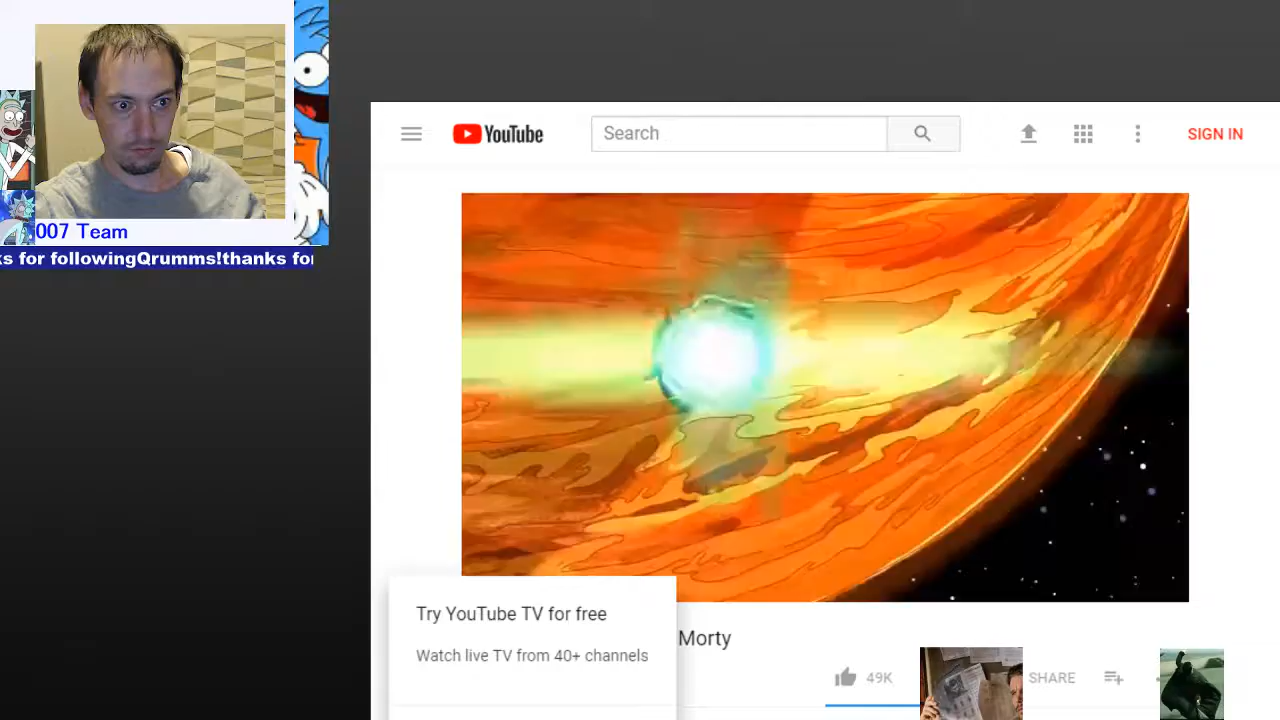 YouTube
Search
SIGN IN
007 Team
s for followingQrumms!thanks for
Try YouTube TV for free
Morty
Watch live TV from 40+ channels
49K
SHARE